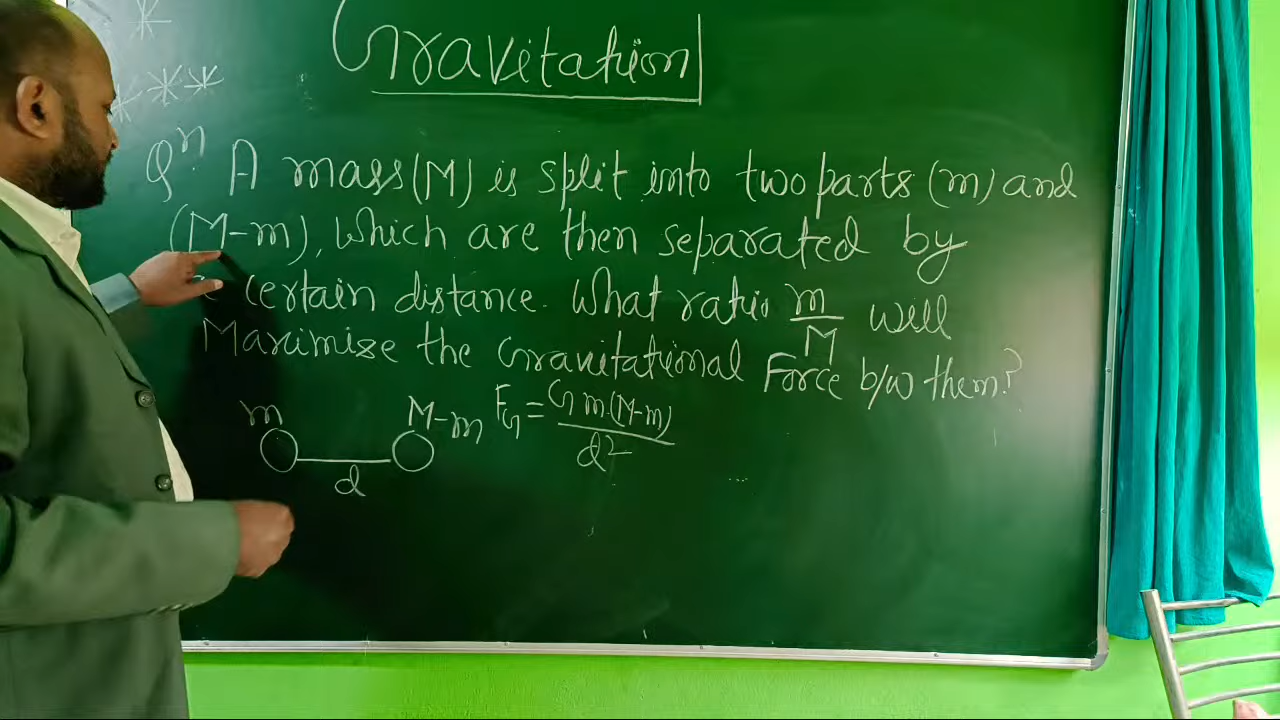 Gravitation
Qn. A mass (M) is split into two parts (m) and
(M-m), which are then separated by
certain distance. What ratio m/M will
Maximize the Gravitational Force b/w them?
m M-m FG = G m(M-m)/d²
d